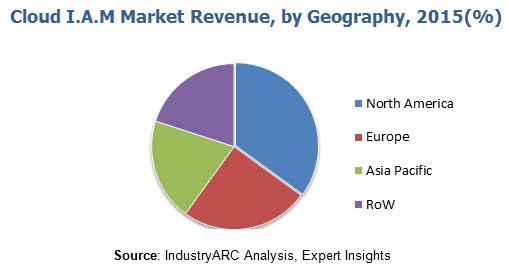 Cloud I.A.M Market Revenue, by Geography, 2015(%)
North America
Europe
Asia Pacific
RoW
Source: IndustryARC Analysis, Expert Insights